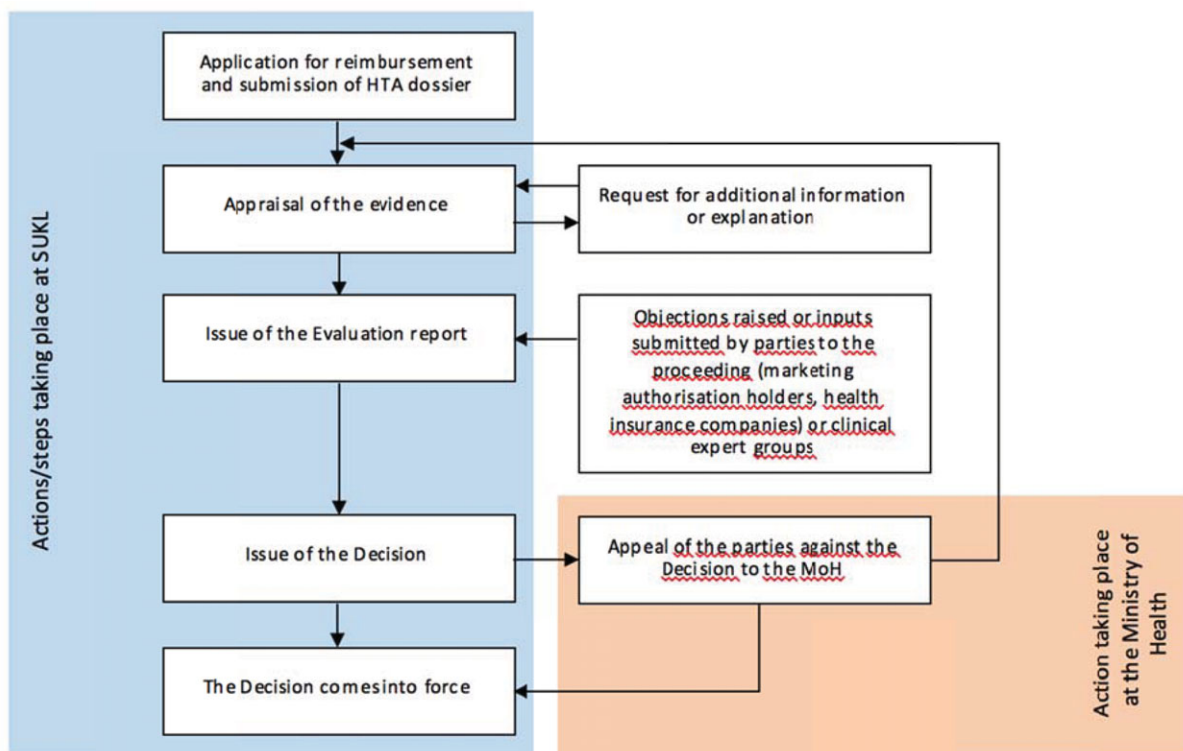 Application for reimbursement
and submission of HTA dossier
Appraisal of the evidence
Request for additional information
or explanation
Issue of the Evaluation report
Objections raised or inputs
submitted by parties to the
proceeding (marketing
authorisation holders, health
insurance companies) or clinical
expert groups
Issue of the Decision
Appeal of the parties against the
Decision to the MoH
The Decision comes into force
Actions/steps taking place at SUKL
Action taking place
at the Ministry of
Health